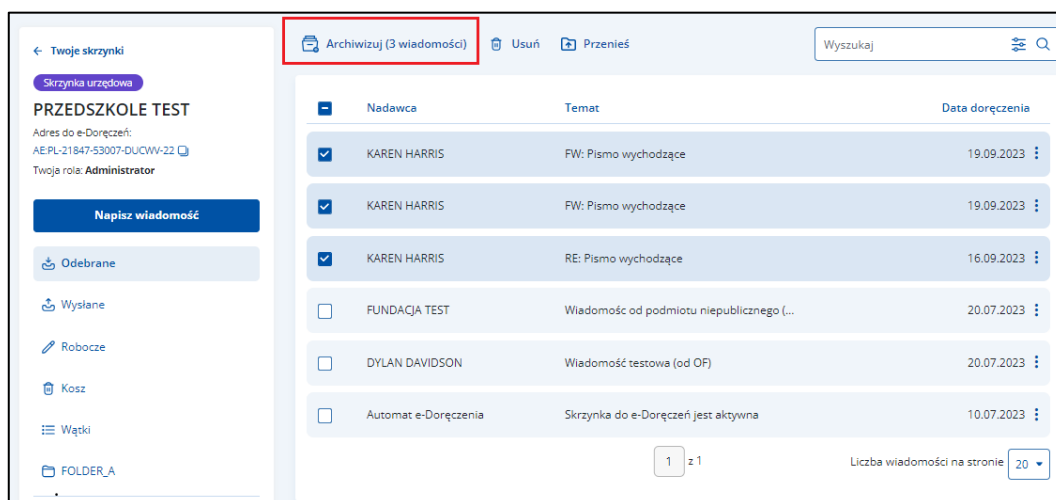 ← Twoje skrzynki
Skrzynka urzędowa
PRZEDSZKOLE TEST
Adres do e-Doręczeń:
AE:PL-21847-53007-DUCWV-22
Twoja rola: Administrator
Napisz wiadomość
Odebrane
Wysłane
Robocze
Kosz
Wątki
FOLDER_A
Archiwizuj (3 wiadomości) Usuń Przenieś Wyszukaj
Nadawca Temat Data doręczenia
KAREN HARRIS FW: Pismo wychodzące 19.09.2023
KAREN HARRIS FW: Pismo wychodzące 19.09.2023
KAREN HARRIS RE: Pismo wychodzące 16.09.2023
FUNDACJA TEST Wiadomośc od podmiotu niepublicznego (... 20.07.2023
DYLAN DAVIDSON Wiadomość testowa (od OF) 20.07.2023
Automat e-Doręczenia Skrzynka do e-Doręczeń jest aktywna 10.07.2023
1 z 1 Liczba wiadomości na stronie 20